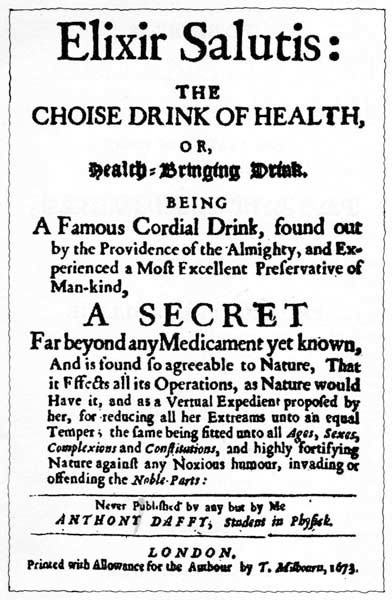 Elixir Salutis:
THE
CHOISE DRINK OF HEALTH,
OR,
Health-Bringing Drink.
BEING
A Famous Cordial Drink, found out
by the Providence of the Almighty, and Ex-
perienced a Most Excellent Preservative of
Man-kind,
A SECRET
Far beyond any Medicament yet known,
And is found ſo agreeable to Nature, That
it Effects all its Operations, as Nature would
Have it, and as a Vertual Expedient propoſed by
her, for reducing all her Extreams unto an equal
Temper; the ſame being fitted unto all Ages, Sexes,
Complexions and Conſtitutions, and highly fortifying
Nature againſt any Noxious humour, invading or
offending the Noble Parts:
Never Publiſhed by any but by Me
ANTHONY DAFFY, Student in Phyſick.
LONDON,
Printed with Allowance for the Authour by T. Milbourn, 1673.